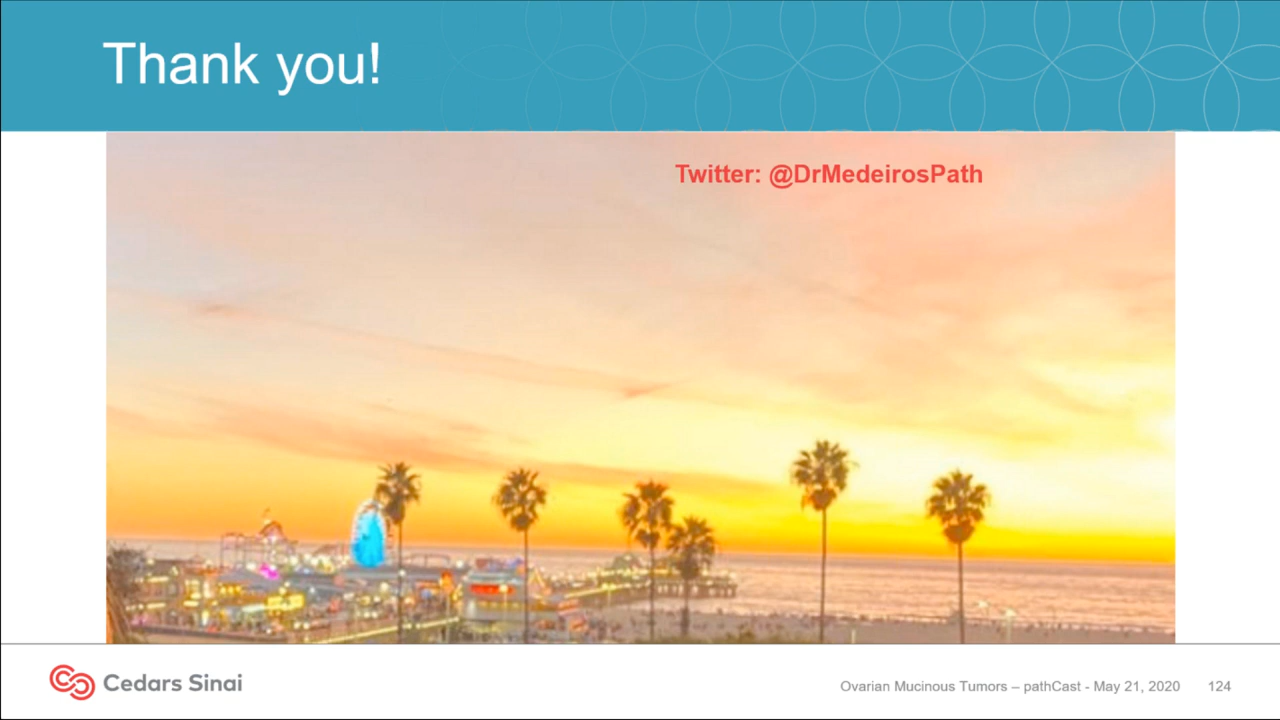 Thank you!
Twitter: @DrMedeirosPath
Cedars Sinai
Ovarian Mucinous Tumors – pathCast - May 21, 2020 124